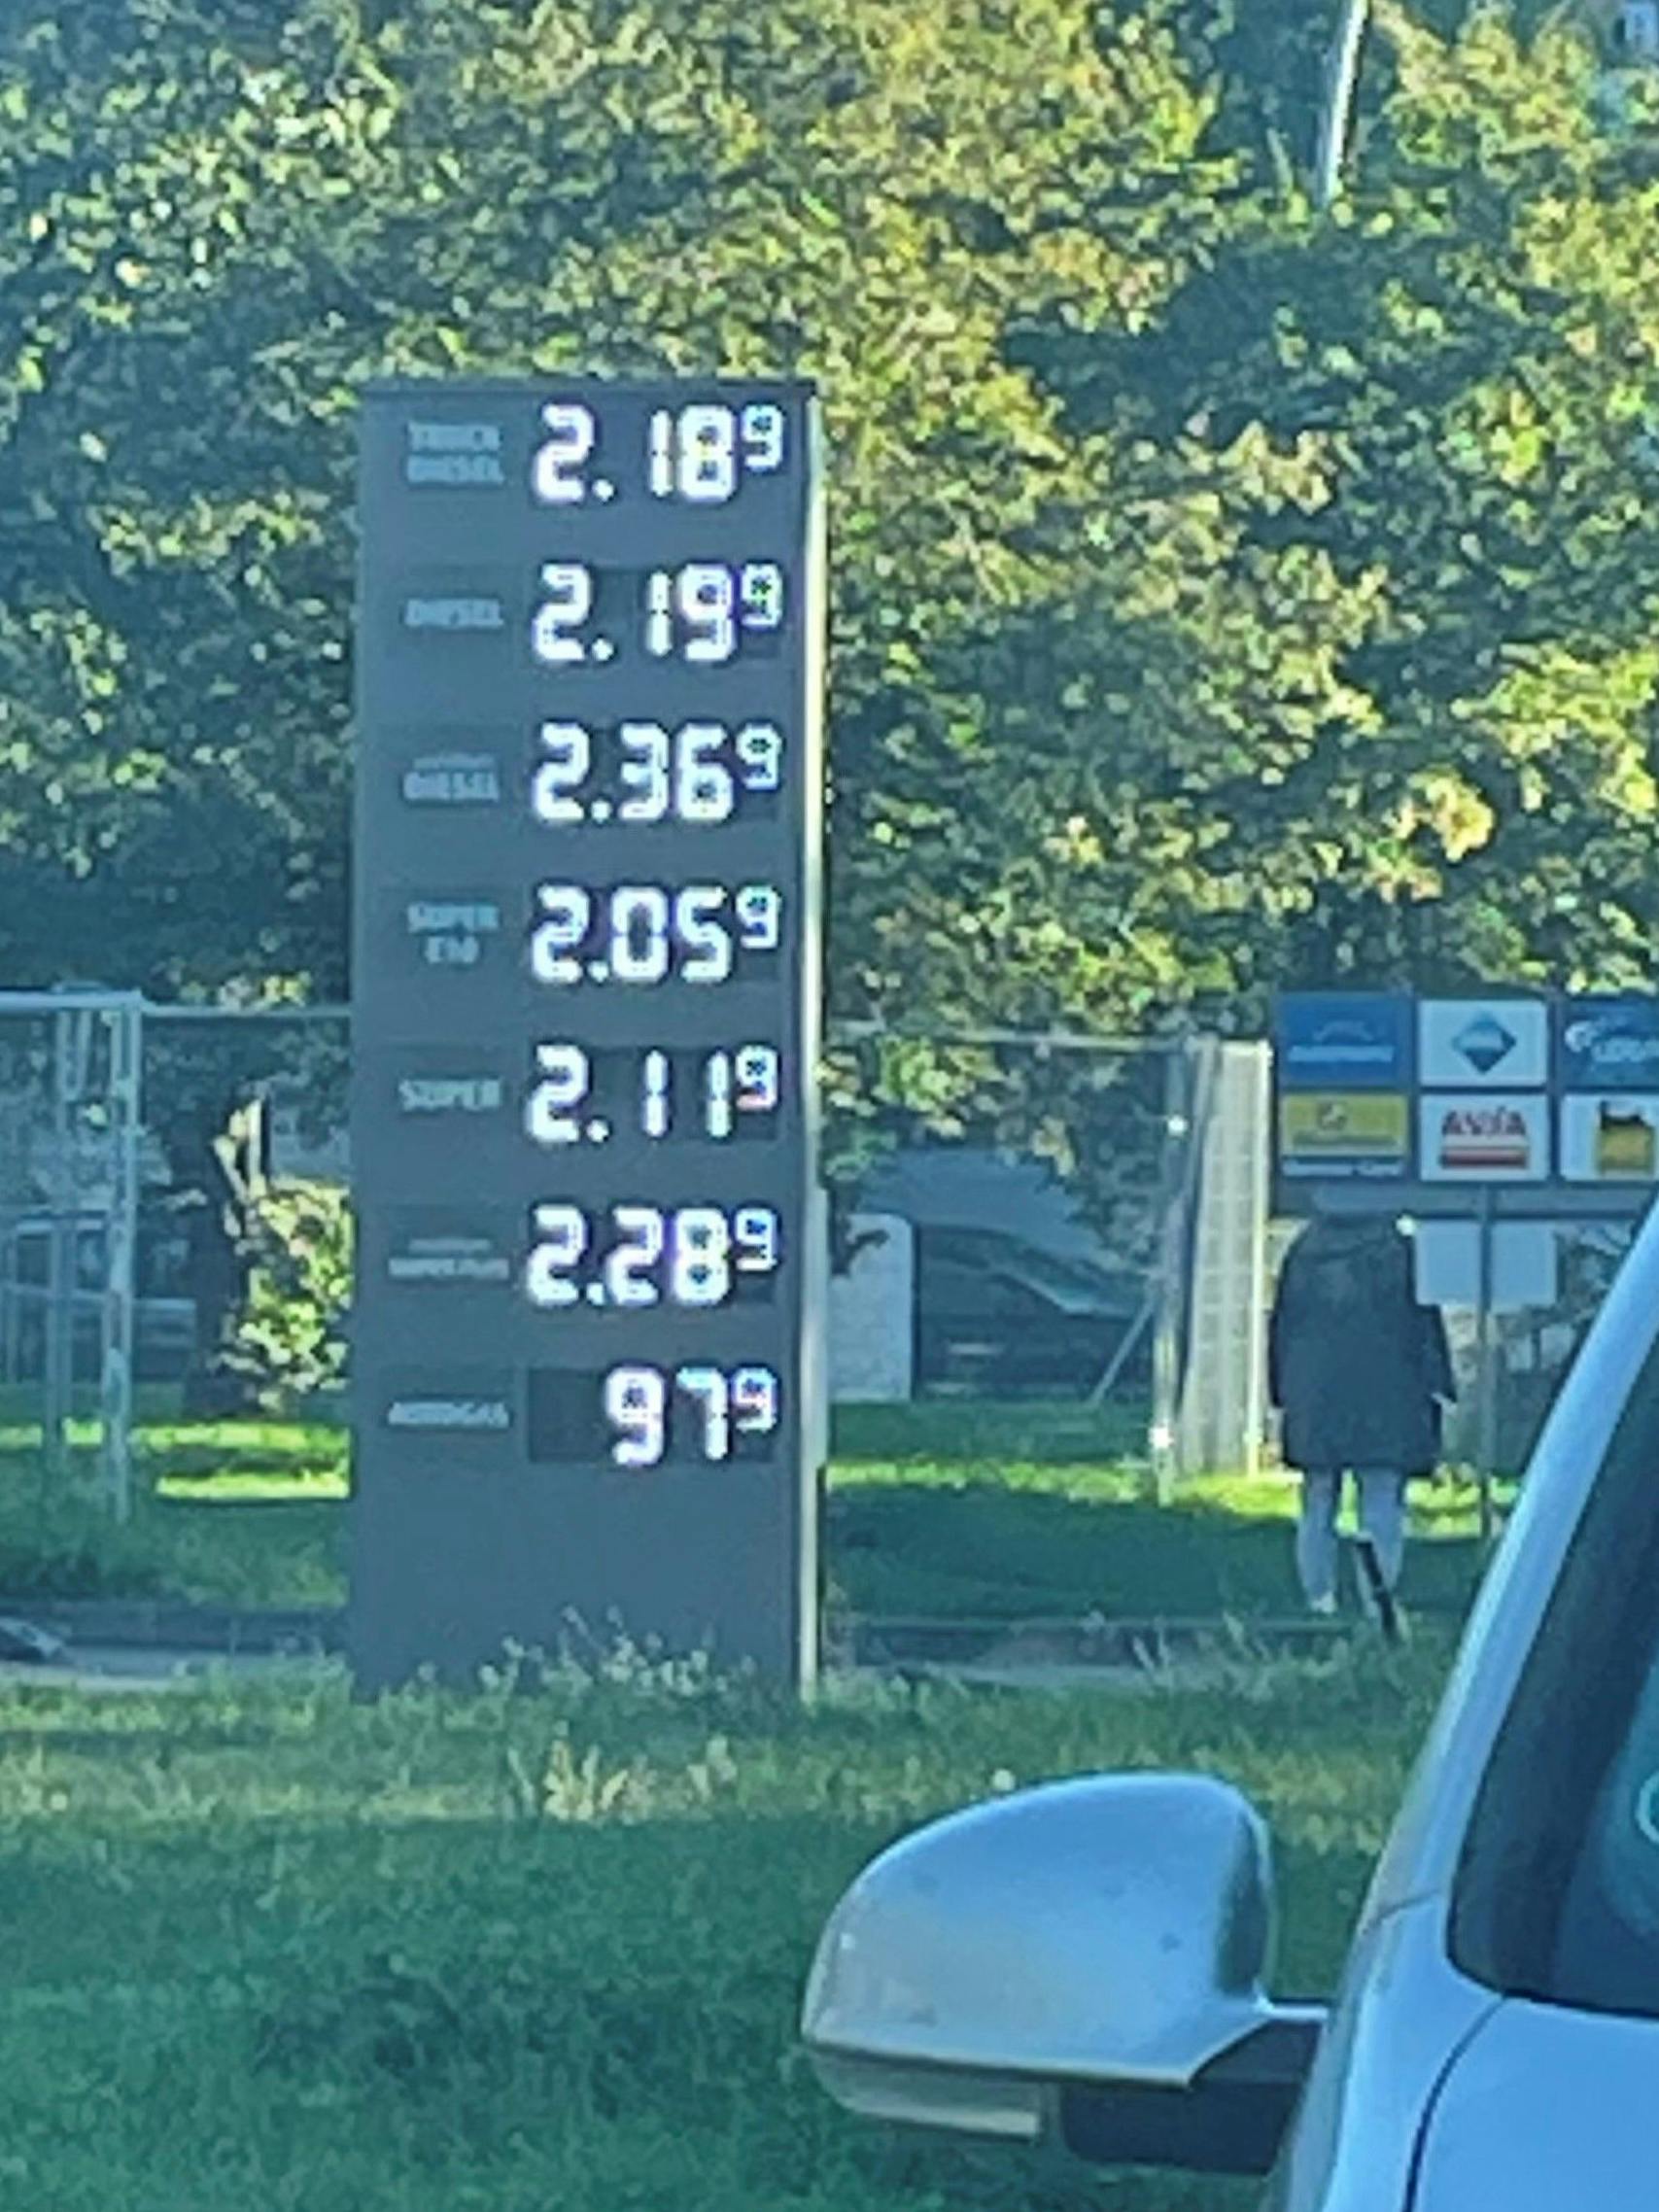 TRUCK
DIESEL 2.18⁹
DIESEL 2.19⁹
DIESEL 2.36⁹
SUPER
E10 2.05⁹
SUPER 2.11⁹
2.28⁹
AUTOGAS 97⁹
AVIA